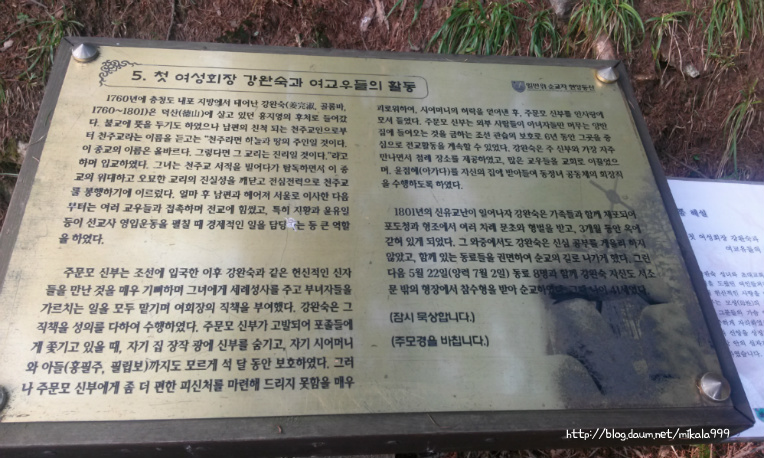 5. 첫 여성회장 강완숙과 여교우들의 활동
1760년에 충청도 내포 지방에서 태어난 강완숙(姜完淑, 골룸바,
1760~1801)은 덕산(德山)에 살고 있던 홍지영의 후처로 들어갔
다. 불교에 뜻을 두기도 하였으나 남편의 친척 되는 천주교인으로부
터 천주교라는 이름을 듣고는 "천주라면 하늘과 땅의 주인일 것이다.
이 종교의 이름은 올바르다. 그렇다면 그 교리는 진리일 것이다."라고
하며 입교하였다. 그녀는 천주교 서적을 빌어다가 탐독하면서 이 종
교의 위대하고 오묘한 교리의 진실성을 깨닫고 전심전력으로 천주교
를 봉행하기에 이르렀다. 얼마 후 남편과 헤어져 서울로 이사한 다음
부터는 여러 교우들과 접촉하며 전교에 힘썼고, 특히 지황과 윤유일
등이 선교사 영입운동을 펼칠 때 경제적인 일을 담당 는 등 큰 역할
을 하였다.
주문모 신부는 조선에 입국한 이후 강완숙과 같은 헌신적인 신자
들을 만난 것을 매우 기뻐하며 그녀에게 세례성사를 주고 부녀자들을
가르치는 일을 모두 맡기며 여회장의 직책을 부여했다. 강완숙은 그
직책을 성의를 다하여 수행하였다. 주문모 신부가 고발되어 포졸들에
게 쫓기고 있을 때, 자기 집 장작 광에 신부를 숨기고, 자기 시어머니
와 아들(홍필주, 필립보)까지도 모르게 석 달 동안 보호하였다. 그러
나 주문모 신부에게 좀 더 편한 피신처를 마련해 드리지 못함을 매우
괴로워하여, 시어머니의 허락을 얻어낸 후, 주문모 신부를 안사랑에
모셔 들였다. 주문모 신부는 외부 사람들이 아녀자들만 머무는 양반
집에 들어오는 것을 금하는 조선 관습의 보호로 6년 동안 그곳을 중
심으로 전교활동을 계속할 수 있었다. 강완숙은 주 신부와 가장 자주
만나면서 첨례 장소를 제공하였고, 많은 교우들을 교회로 이끌었으
며, 윤점혜(아가다)를 자신의 집에 받아들여 동정녀 공동체의 회장직
을 수행하도록 하였다.
1801년의 신유교난이 일어나자 강완숙은 가족들과 함께 체포되어
포도청과 형조에서 여러 차례 문초와 형벌을 받고, 3개월 동안 옥에
갇혀 있게 되었다. 그 와중에서도 강완숙은 신심 공부를 게을리 하지
않았고, 함께 있는 동료들을 권면하여 순교의 길로 나가게 했다. 그런
다음 5월 22일(양력 7월 2일) 동료 8명과 함께 강완숙 자신도 서소
문 밖의 형장에서 참수형을 받아
(잠시 묵상합니다.)
(주모경을 바칩니다.)
http://blog.daum.net/mikala999